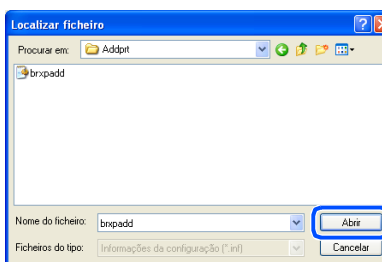 Localizar ficheiro
Procurar em: Addprt
brxpadd
Nome do ficheiro: brxpadd Abrir
Ficheiros do tipo: Informações da configuração (*.inf) Cancelar